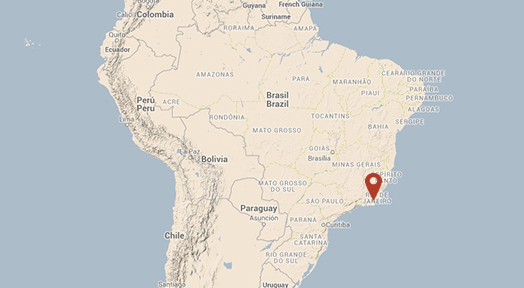 Guyana
French Guiana
Suriname
Cali
Colombia
RORAIMA
AMAPÁ
Quito
Ecuador
AMAZONAS
PARÁ
MARANHÃO
CEARÁ
RIO GRANDE
DO NORTE
PARAÍBA
PIAUÍ
PERNAMBUCO
ALAGOAS
SERGIPE
Brasil
Brazil
Perú
Peru
ACRE
RONDÔNIA
TOCANTINS
BAHIA
Lima
MATO GROSSO
GOIÁS
Brasília
La Paz
Bolivia
MINAS GERAIS
MATO GROSSO
DO SUL
SÃO PAULO
RIO DE
JANEIRO
Paraguay
Asunción
PARANÁ
Curitiba
SANTA
CATARINA
Chile
RIO GRANDE
DO SUL
Santiago
Uruguay